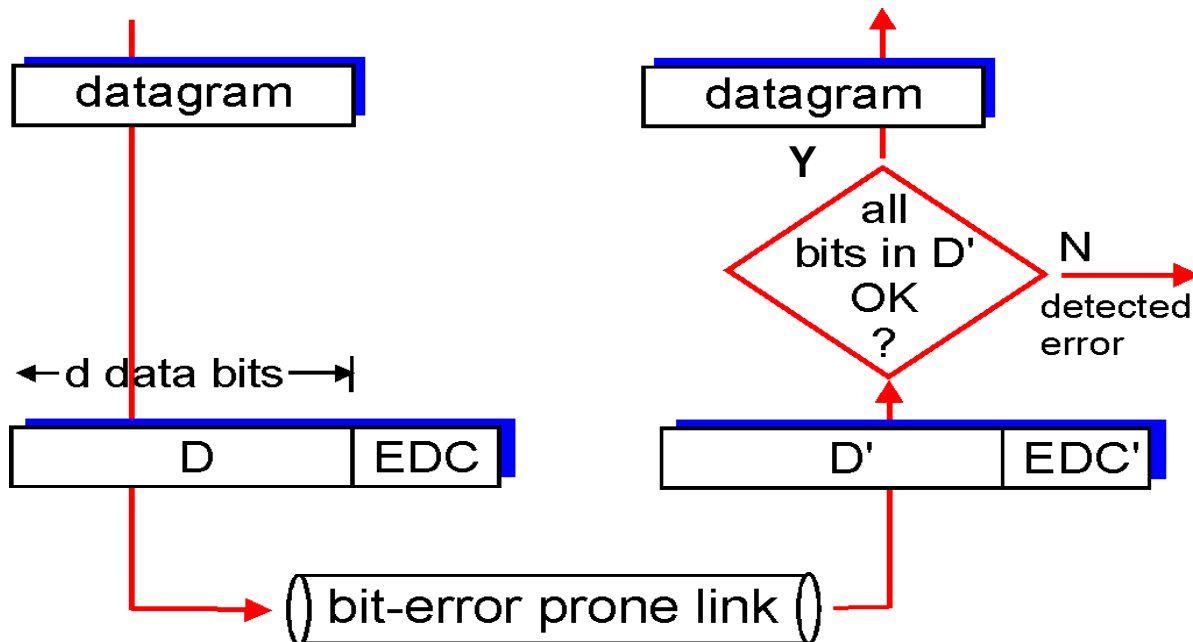 datagram
d data bits
D
EDC
bit-error prone link
datagram
Y
all
bits in D'
OK
?
N
detected
error
D'
EDC'